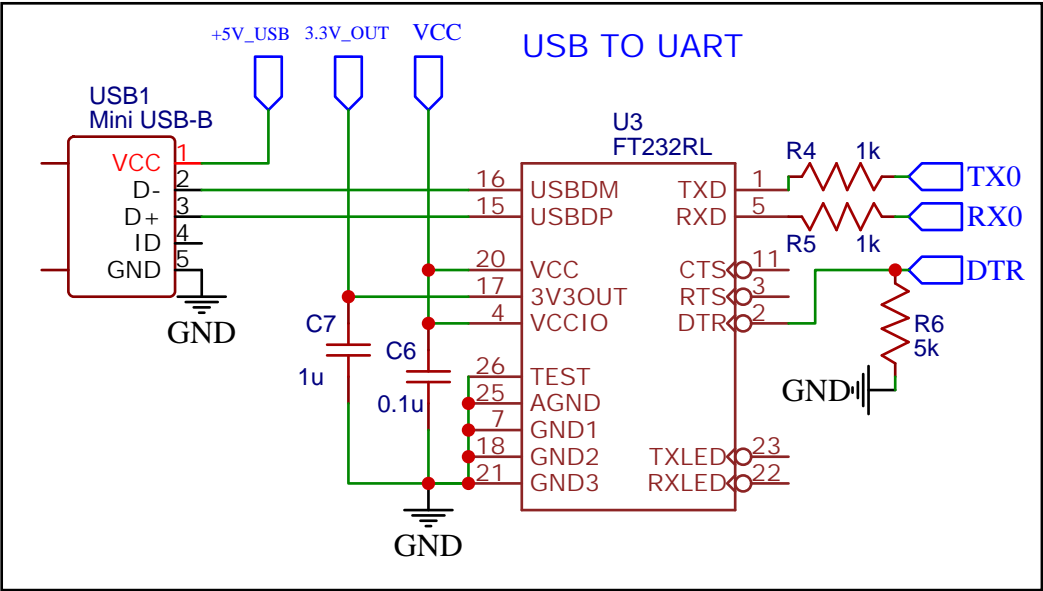 +5V_USB 3.3V_OUT VCC
USB TO UART
USB1
Mini USB-B
VCC 1
D- 2
D+ 3
ID 4
GND 5
GND
U3
FT232RL
16 USBDM TXD 1
15 USBDP RXD 5
20 VCC CTS 11
17 3V3OUT RTS 3
4 VCCIO DTR 2
26 TEST
25 AGND
7 GND1
18 GND2 TXLED 23
21 GND3 RXLED 22
R4 1k
TX0
RX0
R5 1k
DTR
R6
5k
GND
C7
1u
C6
0.1u
GND